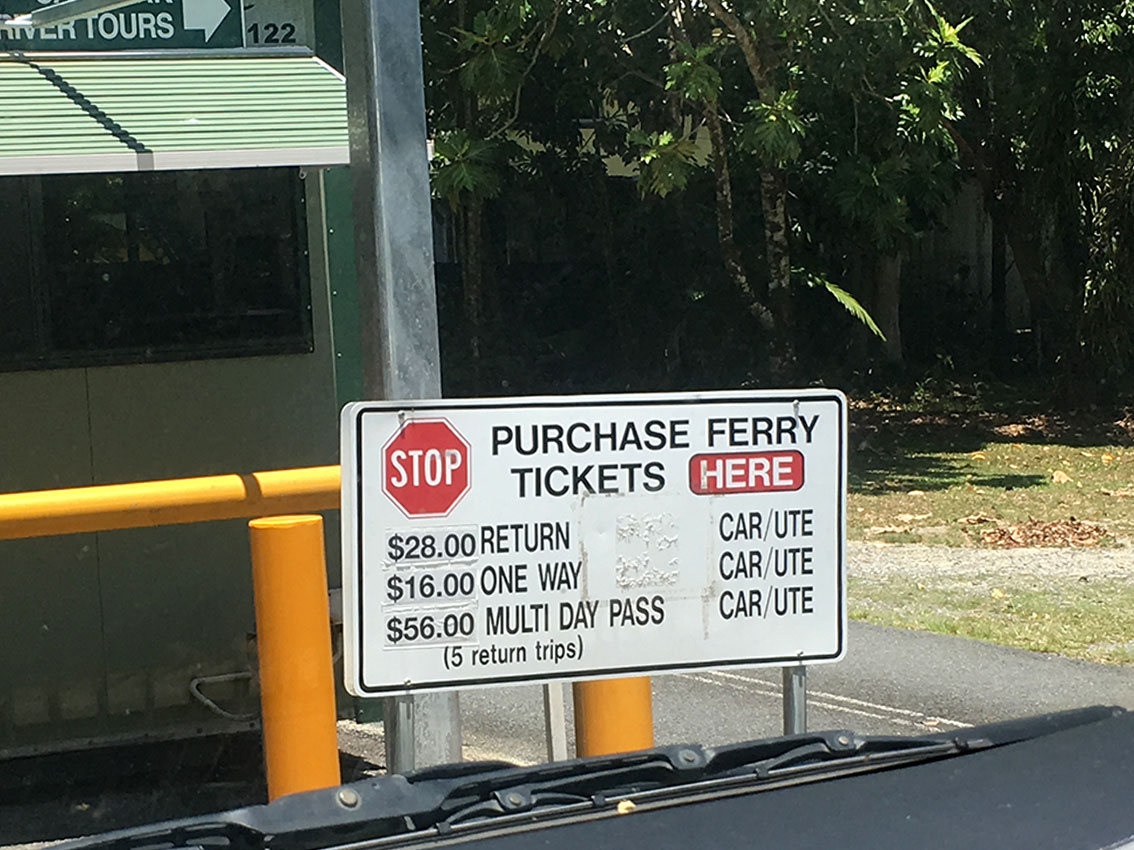 RIVER TOURS
122
STOP
PURCHASE FERRY
TICKETS HERE
$28.00 RETURN CAR/UTE
$16.00 ONE WAY CAR/UTE
$56.00 MULTI DAY PASS CAR/UTE
(5 return trips)